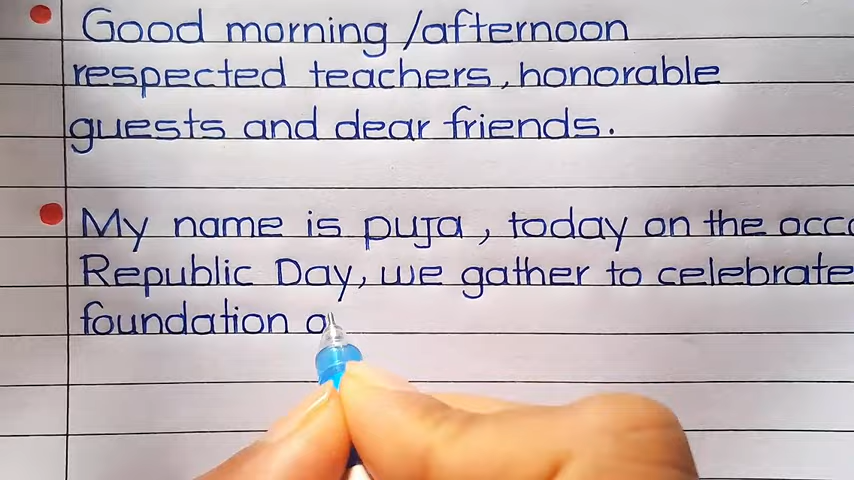 Good morning /afternoon
respected teachers, honorable
guests and dear friends.
My name is puja, today on the occa
Republic Day, we gather to celebrate
foundation o